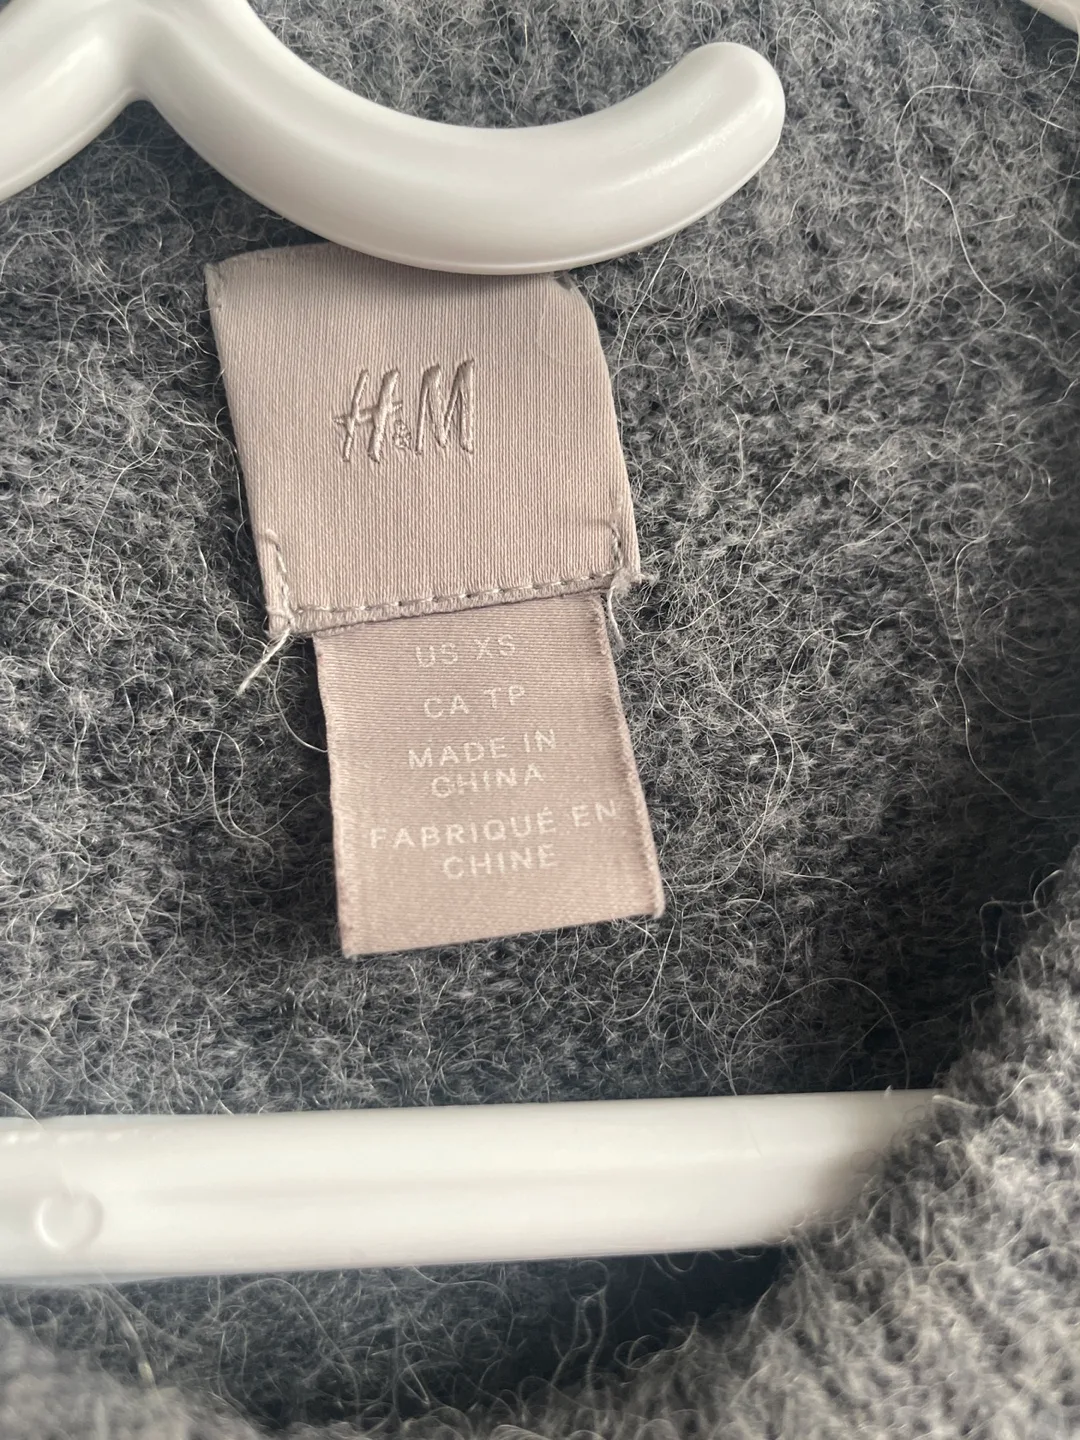 H&M
US XS
CA TP
MADE IN
CHINA
FABRIQUÉ EN
CHINE